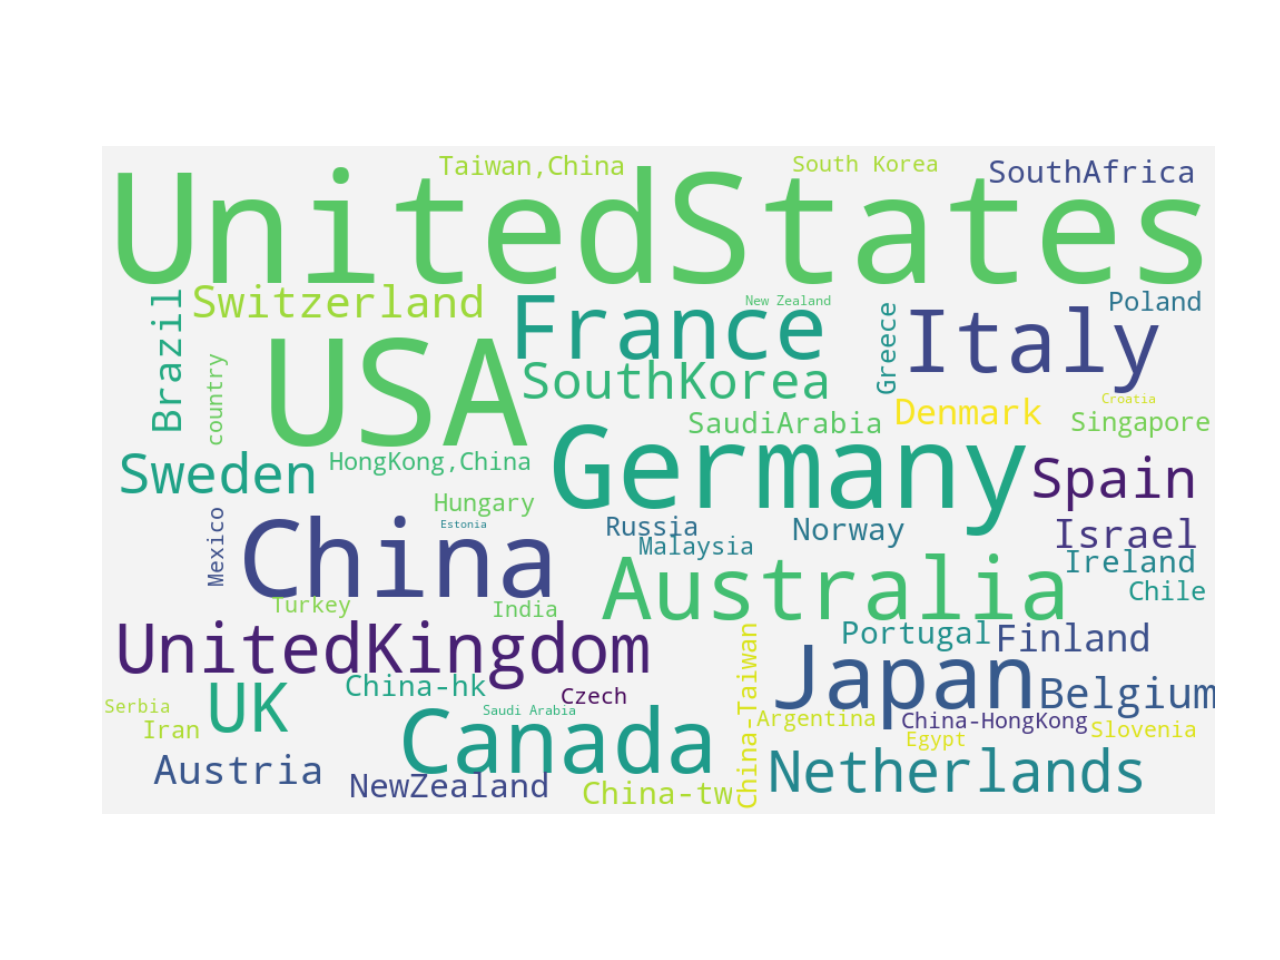 Taiwan,China
South Korea
SouthAfrica
UnitedStates
Switzerland
Brazil
France
New Zealand
Greece
Italy
Poland
country
USA
SouthKorea
SaudiArabia
Denmark
Croatia
Singapore
Sweden
HongKong,China
Germany
Spain
Hungary
Estonia
Mexico
China
Russia
Malaysia
Norway
Israel
Ireland
Chile
Australia
Turkey
India
UnitedKingdom
China-Taiwan
Portugal
Finland
Japan
Belgium
UK
China-hk
Czech
Serbia
Iran
Saudi Arabia
Canada
Argentina
China-HongKong
Slovenia
Egypt
Austria
NewZealand
China-tw
Netherlands